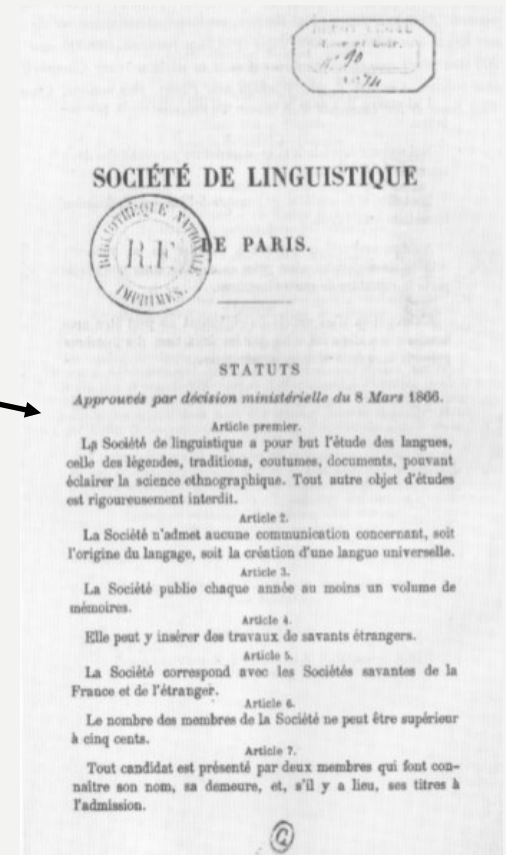 N° 90
1874
SOCIÉTÉ DE LINGUISTIQUE
BIBLIOTHÈQUE NATIONALE
R.F
IMPRIMÉS.
DE PARIS.
STATUTS
Approuvés par décision ministérielle du 8 Mars 1866.
Article premier.
La Société de linguistique a pour but l'étude des langues,
celle des légendes, traditions, coutumes, documents, pouvant
éclairer la science ethnographique. Tout autre objet d'études
est rigoureusement interdit.
Article 2.
La Société n'admet aucune communication concernant, soit
l'origine du langage, soit la création d'une langue universelle.
Article 3.
La Société publie chaque année au moins un volume de
mémoires.
Article 4.
Elle peut y insérer des travaux de savants étrangers.
Article 5.
La Société correspond avec les Sociétés savantes de la
France et de l'étranger.
Article 6.
Le nombre des membres de la Société ne peut être supérieur
à cinq cents.
Article 7.
Tout candidat est présenté par deux membres qui font con-
naître son nom, sa demeure, et, s'il y a lieu, ses titres à
l'admission.